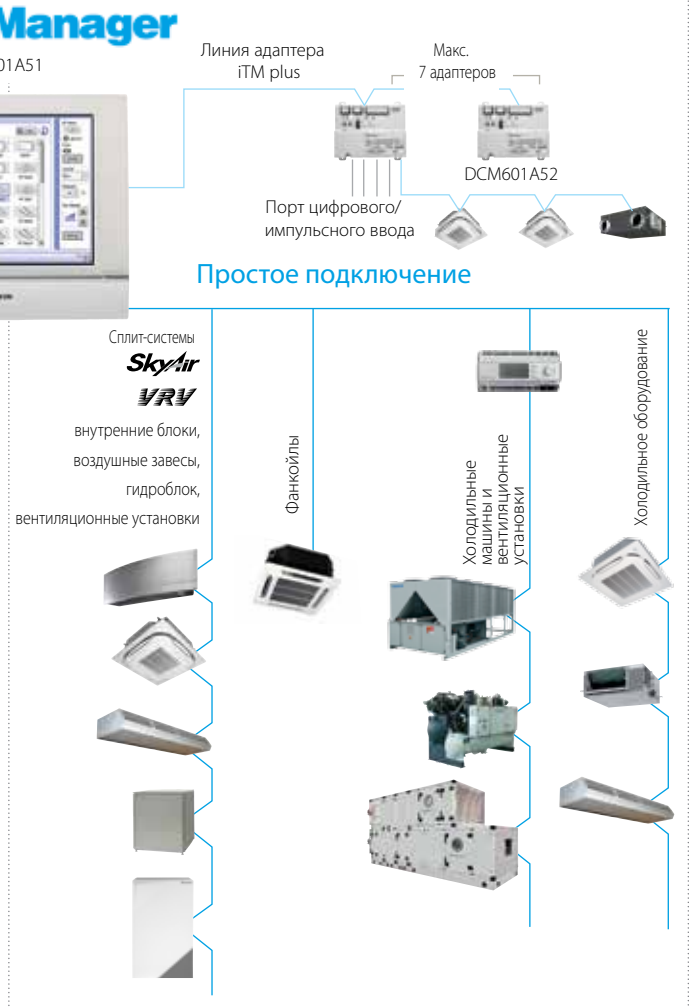 Manager
01A51
Линия адаптера
iTM plus
Макс.
7 адаптеров
DCM601A52
Порт цифрового/
импульсного ввода
Простое подключение
Сплит-системы
SkyAir
VRV
внутренние блоки,
воздушные завесы,
гидроблок,
вентиляционные установки
Фанкойлы
Холодильные
машины и
вентиляционные
установки
Холодильное оборудование